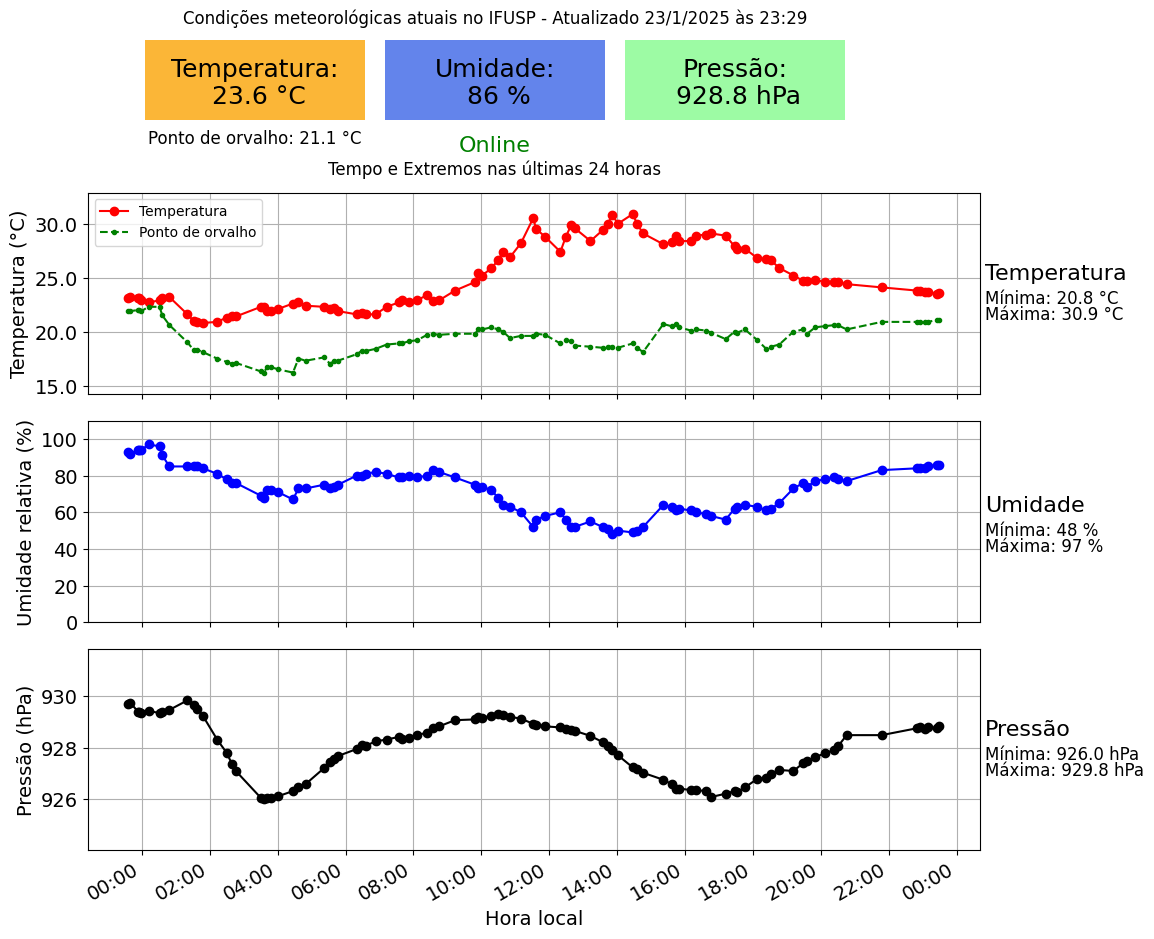 Condições meteorológicas atuais no IFUSP - Atualizado 23/1/2025 às 23:29
Temperatura:
23.6 °C
Umidade:
86 %
Pressão:
928.8 hPa
Ponto de orvalho: 21.1 °C
Online
Tempo e Extremos nas últimas 24 horas
Temperatura (°C)
30.0
25.0
20.0
15.0
Temperatura
Ponto de orvalho
Temperatura
Mínima: 20.8 °C
Máxima: 30.9 °C
Umidade relativa (%)
100
80
60
40
20
0
Umidade
Mínima: 48 %
Máxima: 97 %
Pressão (hPa)
930
928
926
Pressão
Mínima: 926.0 hPa
Máxima: 929.8 hPa
00:00 02:00 04:00 06:00 08:00 10:00 12:00 14:00 16:00 18:00 20:00 22:00 00:00
Hora local